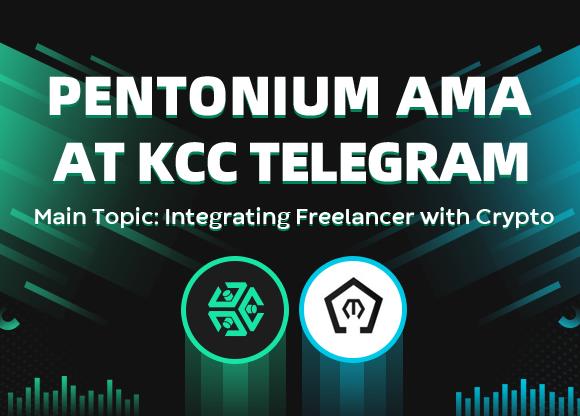 PENTONIUM AMA
AT KCC TELEGRAM
Main Topic: Integrating Freelancer with Crypto